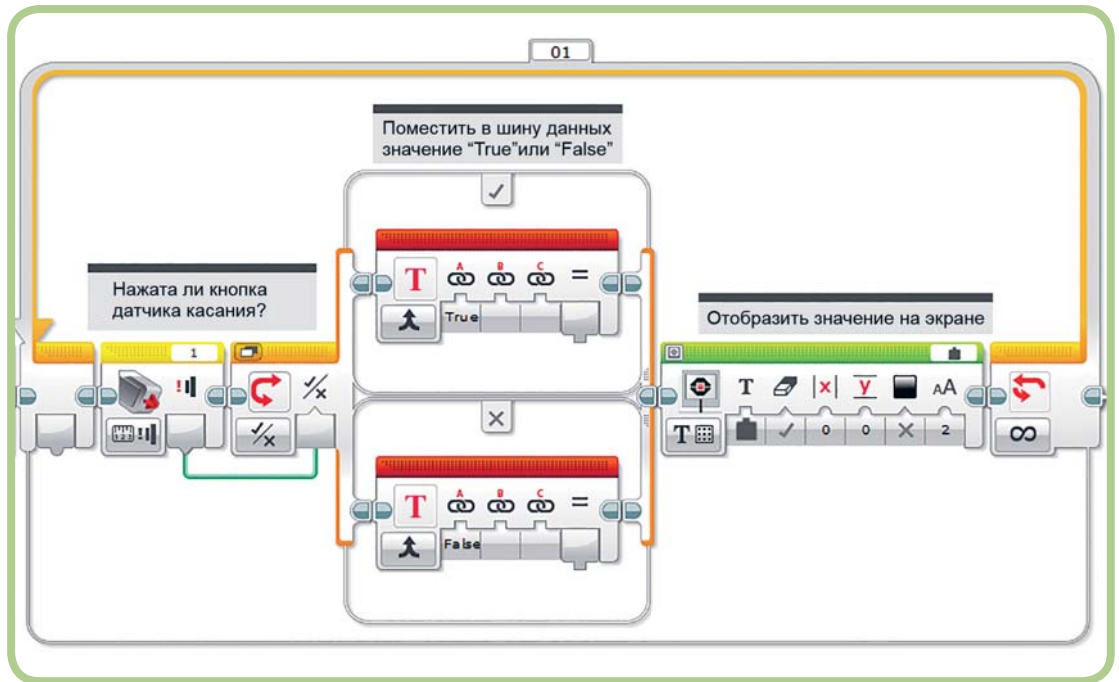 01
Поместить в шину данных
значение “True”или “False”
Нажата ли кнопка
датчика касания?
T A B C =
True
Отобразить значение на экране
1
T x y AA
T 0 0 2
T A B C =
False